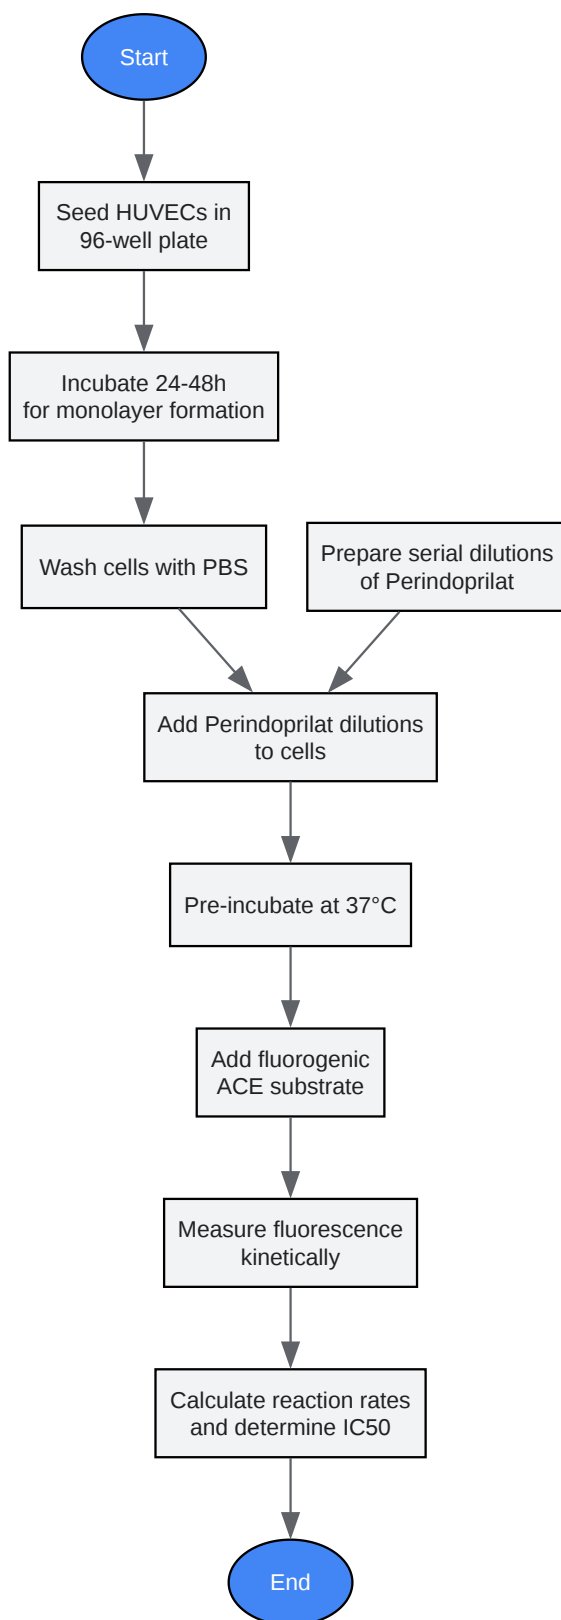 Start
Seed HUVECs in
96-well plate
Incubate 24-48h
for monolayer formation
Wash cells with PBS
Prepare serial dilutions
of Perindoprilat
Add Perindoprilat dilutions
to cells
Pre-incubate at 37°C
Add fluorogenic
ACE substrate
Measure fluorescence
kinetically
Calculate reaction rates
and determine IC50
End